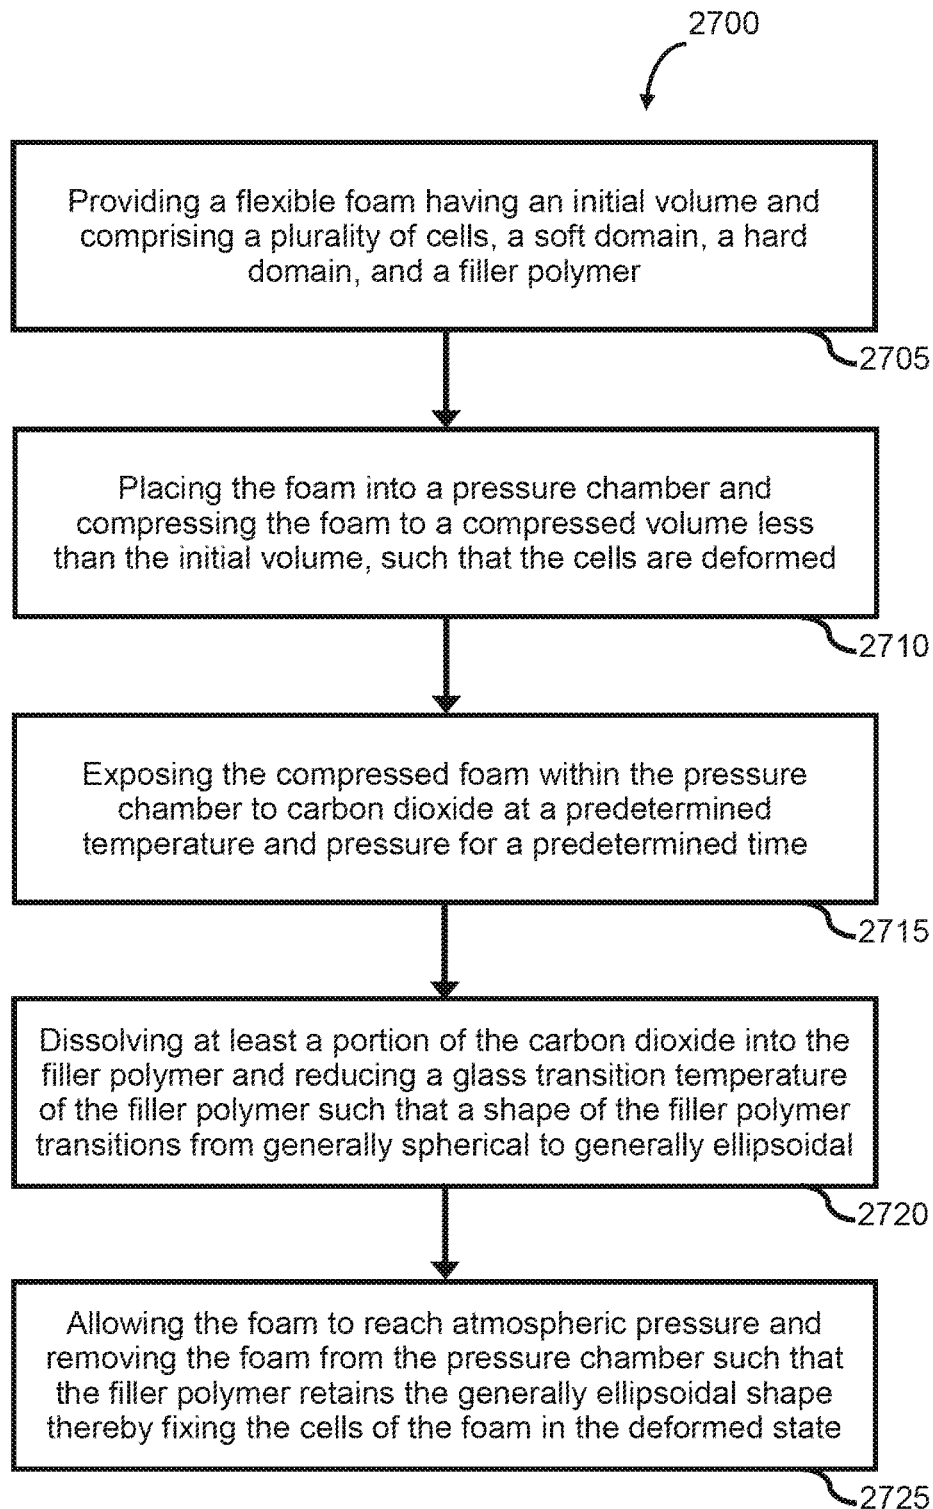 2700
Providing a flexible foam having an initial volume and
comprising a plurality of cells, a soft domain, a hard
domain, and a filler polymer
2705
Placing the foam into a pressure chamber and
compressing the foam to a compressed volume less
than the initial volume, such that the cells are deformed
2710
Exposing the compressed foam within the pressure
chamber to carbon dioxide at a predetermined
temperature and pressure for a predetermined time
2715
Dissolving at least a portion of the carbon dioxide into the
filler polymer and reducing a glass transition temperature
of the filler polymer such that a shape of the filler polymer
transitions from generally spherical to generally ellipsoidal
2720
Allowing the foam to reach atmospheric pressure and
removing the foam from the pressure chamber such that
the filler polymer retains the generally ellipsoidal shape
thereby fixing the cells of the foam in the deformed state
2725